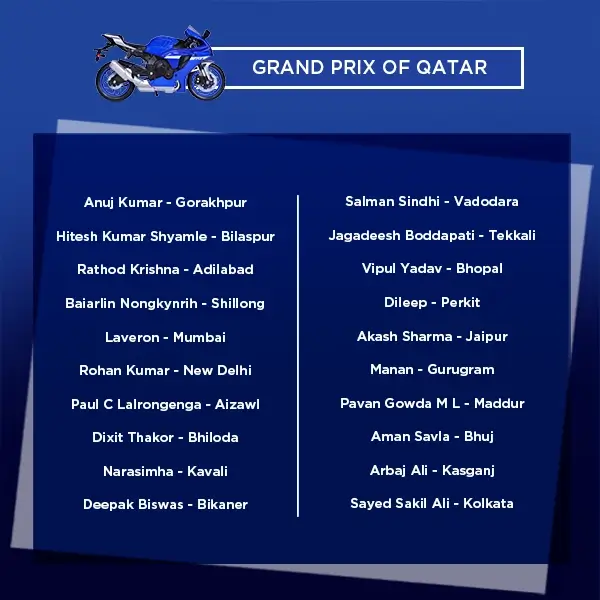 GRAND PRIX OF QATAR
Anuj Kumar - Gorakhpur
Hitesh Kumar Shyamle - Bilaspur
Rathod Krishna - Adilabad
Baiarlin Nongkynrih - Shillong
Laveron - Mumbai
Rohan Kumar - New Delhi
Paul C Lalrongenga - Aizawl
Dixit Thakor - Bhiloda
Narasimha - Kavali
Deepak Biswas - Bikaner
Salman Sindhi - Vadodara
Jagadeesh Boddapati - Tekkali
Vipul Yadav - Bhopal
Dileep - Perkit
Akash Sharma - Jaipur
Manan - Gurugram
Pavan Gowda M L - Maddur
Aman Savla - Bhuj
Arbaj Ali - Kasganj
Sayed Sakil Ali - Kolkata